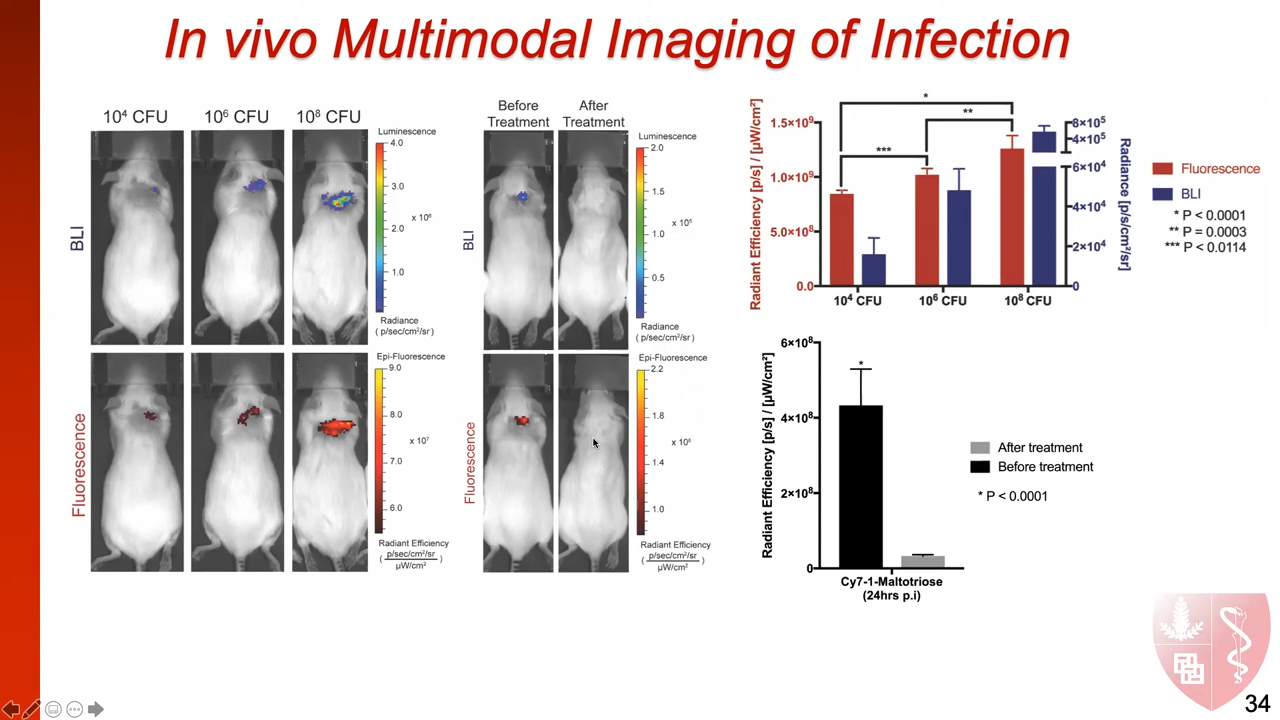 In vivo Multimodal Imaging of Infection
10⁴ CFU
10⁶ CFU
10⁸ CFU
BLI
Luminescence
4.0
3.0
x 10⁶
2.0
1.0
Radiance
( p/sec/cm²/sr)
Fluorescence
Epi-Fluorescence
9.0
8.0
x 10⁷
7.0
6.0
Radiant Efficiency
( p/sec/cm²/sr )
µW/cm²
Before
Treatment
After
Treatment
BLI
Luminescence
2.0
1.5
x 10⁵
1.0
0.5
Radiance
( p/sec/cm²/sr)
Fluorescence
Epi-Fluorescence
2.2
1.8
x 10⁸
1.4
1.0
Radiant Efficiency
( p/sec/cm²/sr )
µW/cm²
Radiant Efficiency [p/s] / [µW/cm²]
1.5×10⁹
1.0×10⁹
5.0×10⁸
0.0
*
**
***
10⁴ CFU
10⁶ CFU
10⁸ CFU
8×10⁵
4×10⁵
6×10⁴
4×10⁴
2×10⁴
0
Radiance [p/s/cm²/sr]
Fluorescence
BLI
* P < 0.0001
** P = 0.0003
*** P < 0.0114
Radiant Efficiency [p/s] / [µW/cm²]
6×10⁸
4×10⁸
2×10⁸
0
*
Cy7-1-Maltotriose
(24hrs p.i)
After treatment
Before treatment
* P < 0.0001
34